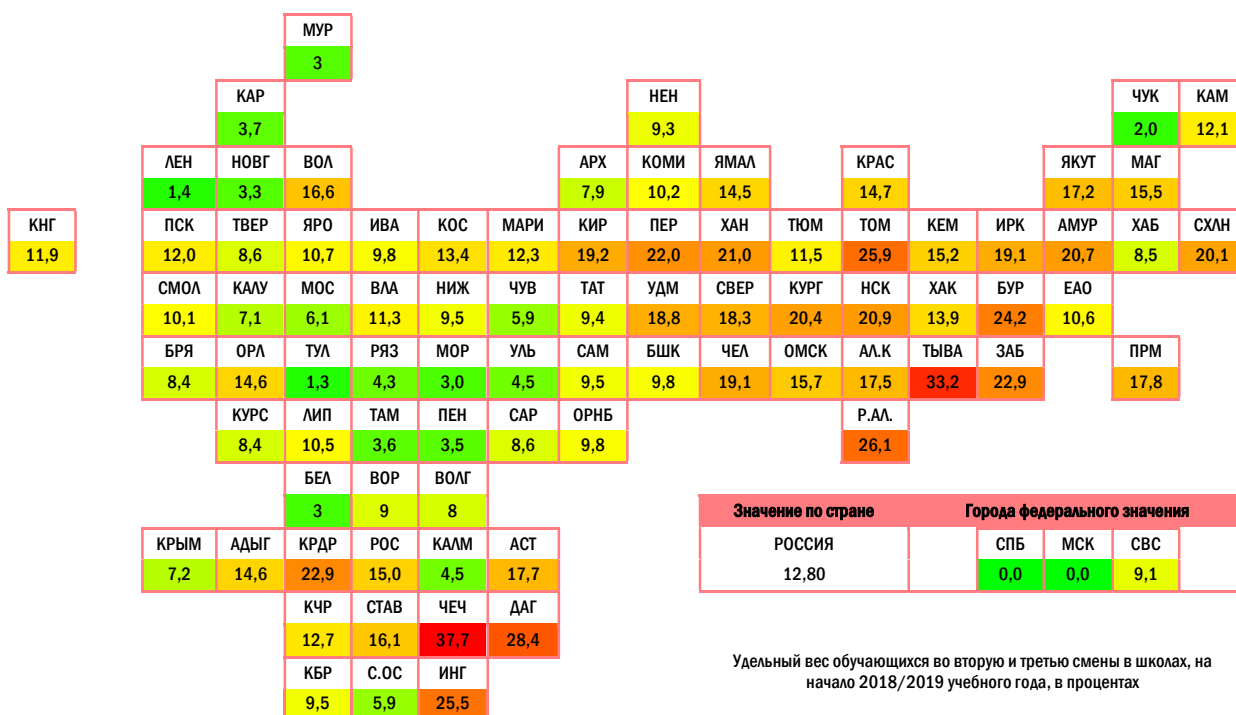 МУР
3
КАР НЕН ЧУК КАМ
3,7 9,3 2,0 12,1
ЛЕН НОВГ ВОЛ АРХ КОМИ ЯМАЛ КРАС ЯКУТ МАГ
1,4 3,3 16,6 7,9 10,2 14,5 14,7 17,2 15,5
КНГ ПСК ТВЕР ЯРО ИВА КОС МАРИ КИР ПЕР ХАН ТЮМ ТОМ КЕМ ИРК АМУР ХАБ СХЛН
11,9 12,0 8,6 10,7 9,8 13,4 12,3 19,2 22,0 21,0 11,5 25,9 15,2 19,1 20,7 8,5 20,1
СМОЛ КАЛУ МОС ВЛА НИЖ ЧУВ ТАТ УДМ СВЕР КУРГ НСК ХАК БУР ЕАО
10,1 7,1 6,1 11,3 9,5 5,9 9,4 18,8 18,3 20,4 20,9 13,9 24,2 10,6
БРЯ ОРЛ ТУЛ РЯЗ МОР УЛЬ САМ БШК ЧЕЛ ОМСК АЛ.К ТЫВА ЗАБ ПРМ
8,4 14,6 1,3 4,3 3,0 4,5 9,5 9,8 19,1 15,7 17,5 33,2 22,9 17,8
КУРС ЛИП ТАМ ПЕН САР ОРНБ Р.АЛ.
8,4 10,5 3,6 3,5 8,6 9,8 26,1
БЕЛ ВОР ВОЛГ
3 9 8
Значение по стране Города федерального значения
КРЫМ АДЫГ КРДР РОС КАЛМ АСТ РОССИЯ СПБ МСК СВС
7,2 14,6 22,9 15,0 4,5 17,7 12,80 0,0 0,0 9,1
КЧР СТАВ ЧЕЧ ДАГ
12,7 16,1 37,7 28,4
КБР С.ОС ИНГ
9,5 5,9 25,5
Удельный вес обучающихся во вторую и третью смены в школах, на
начало 2018/2019 учебного года, в процентах